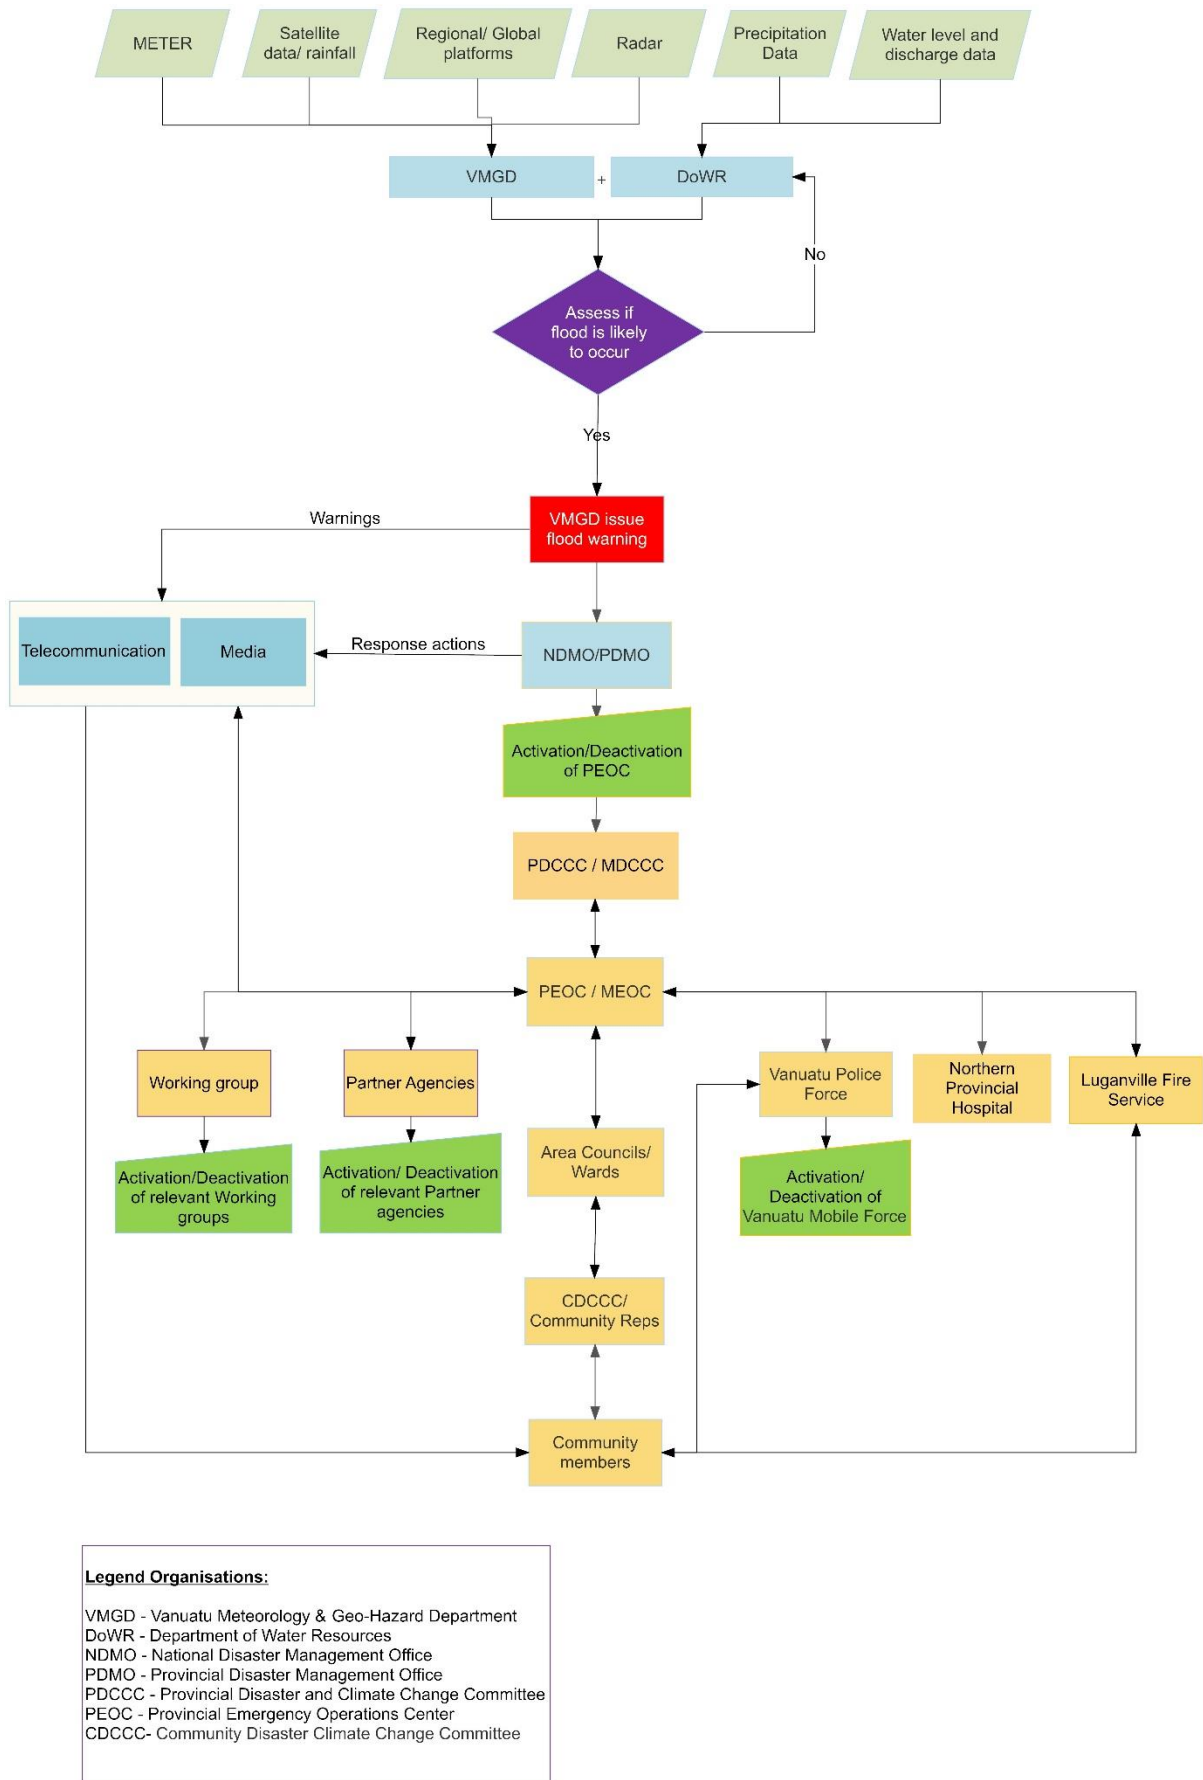 METER
Satellite
data/ rainfall
Regional/ Global
platforms
Radar
Precipitation
Data
Water level and
discharge data
VMGD
+
DoWR
No
Assess if
flood is likely
to occur
Yes
VMGD issue
flood warning
Warnings
Telecommunication
Media
Response actions
NDMO/PDMO
Activation/Deactivation
of PEOC
PDCCC / MDCCC
PEOC / MEOC
Working group
Partner Agencies
Vanuatu Police
Force
Northern
Provincial
Hospital
Luganville Fire
Service
Activation/Deactivation
of relevant Working
groups
Activation/ Deactivation
of relevant Partner
agencies
Area Councils/
Wards
Activation/
Deactivation of
Vanuatu Mobile Force
CDCCC/
Community Reps
Community
members
Legend Organisations:
VMGD - Vanuatu Meteorology & Geo-Hazard Department
DoWR - Department of Water Resources
NDMO - National Disaster Management Office
PDMO - Provincial Disaster Management Office
PDCCC - Provincial Disaster and Climate Change Committee
PEOC - Provincial Emergency Operations Center
CDCCC- Community Disaster Climate Change Committee